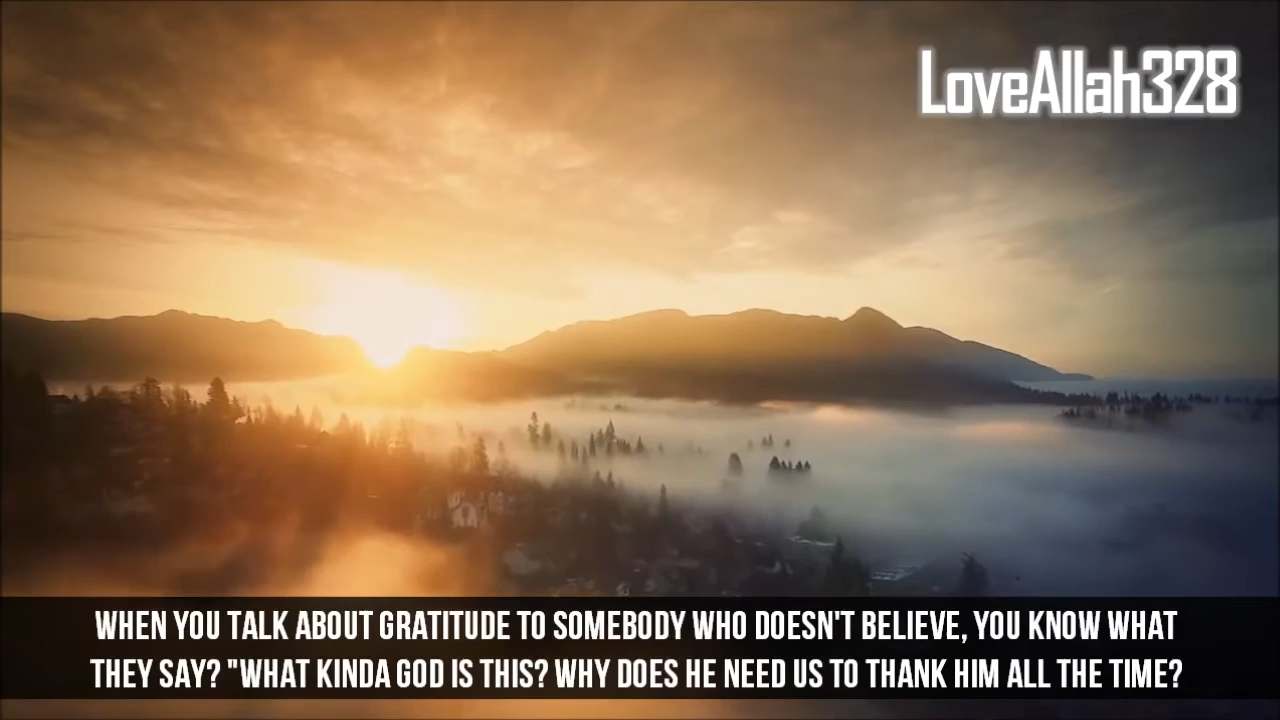 LoveAllah328
WHEN YOU TALK ABOUT GRATITUDE TO SOMEBODY WHO DOESN'T BELIEVE, YOU KNOW WHAT
THEY SAY? "WHAT KINDA GOD IS THIS? WHY DOES HE NEED US TO THANK HIM ALL THE TIME?